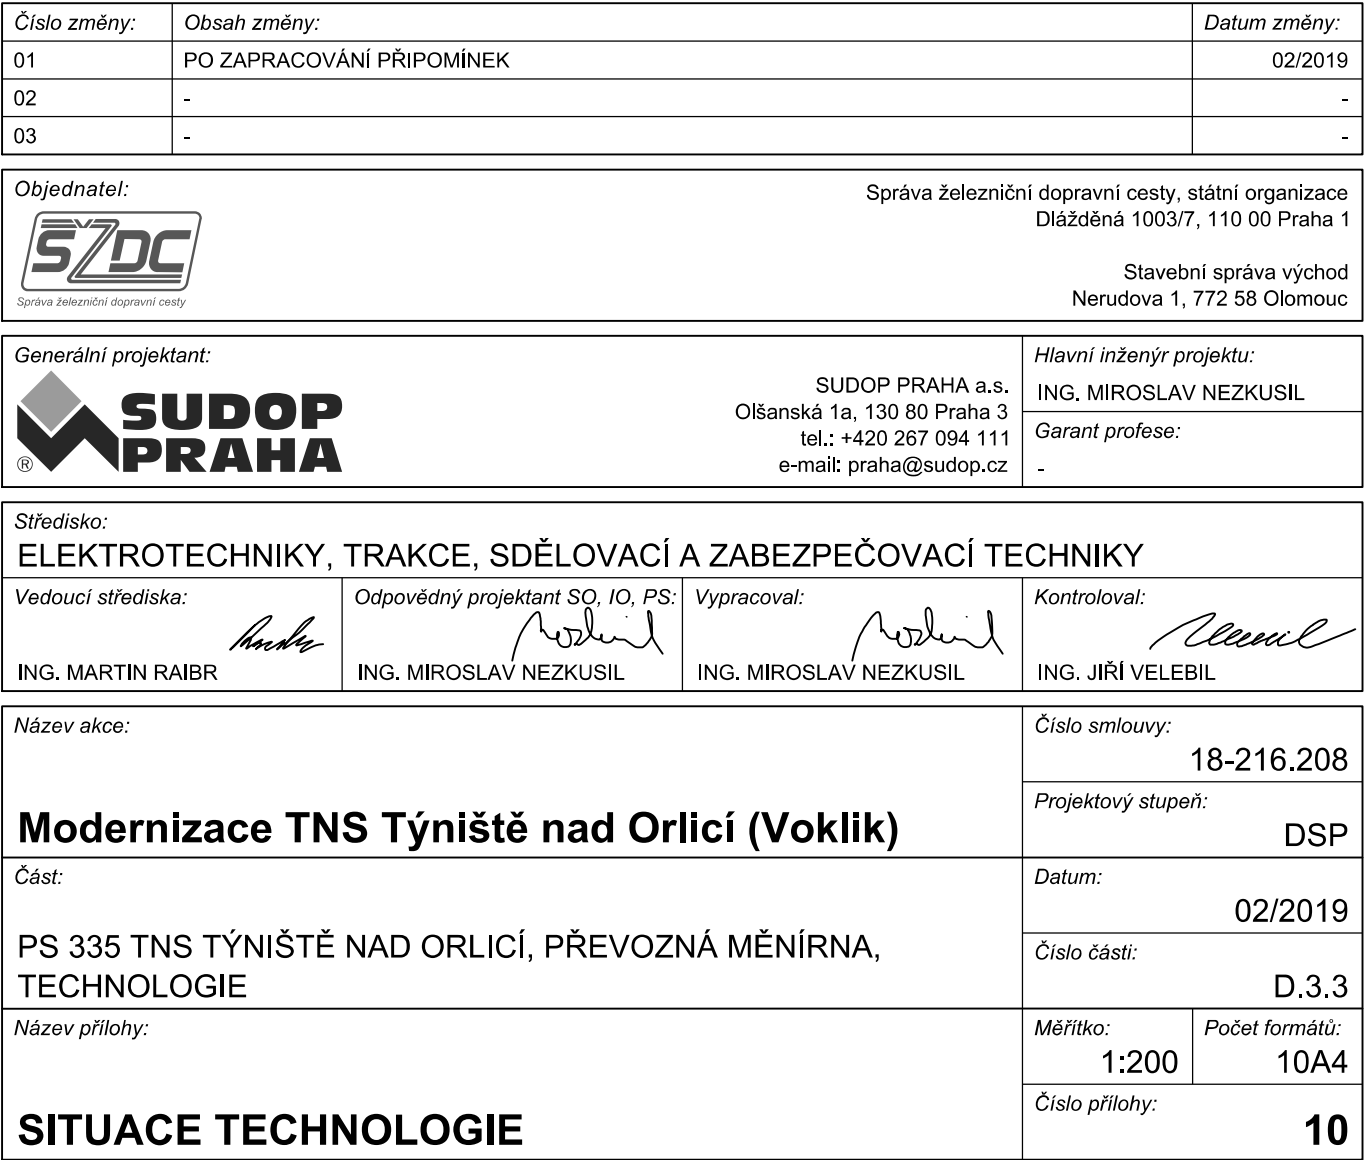 Číslo změny: Obsah změny: Datum změny:
01 PO ZAPRACOVÁNÍ PŘIPOMÍNEK 02/2019
02 - -
03 - -
Objednatel:
ŠŽDC
Správa železniční dopravní cesty
Správa železniční dopravní cesty, státní organizace
Dlážděná 1003/7, 110 00 Praha 1
Stavební správa východ
Nerudova 1, 772 58 Olomouc
Generální projektant:
SUDOP
PRAHA
®
SUDOP PRAHA a.s.
Olšanská 1a, 130 80 Praha 3
tel.: +420 267 094 111
e-mail: praha@sudop.cz
Hlavní inženýr projektu:
ING. MIROSLAV NEZKUSIL
Garant profese:
-
Středisko:
ELEKTROTECHNIKY, TRAKCE, SDĚLOVACÍ A ZABEZPEČOVACÍ TECHNIKY
Vedoucí střediska:
ING. MARTIN RAIBR
Odpovědný projektant SO, IO, PS:
ING. MIROSLAV NEZKUSIL
Vypracoval:
ING. MIROSLAV NEZKUSIL
Kontroloval:
ING. JIŘÍ VELEBIL
Název akce:
Modernizace TNS Týniště nad Orlicí (Voklik)
Číslo smlouvy:
18-216.208
Projektový stupeň:
DSP
Část:
PS 335 TNS TÝNIŠTĚ NAD ORLICÍ, PŘEVOZNÁ MĚNÍRNA,
TECHNOLOGIE
Datum:
02/2019
Číslo části:
D.3.3
Název přílohy:
SITUACE TECHNOLOGIE
Měřítko:
1:200
Počet formátů:
10A4
Číslo přílohy:
10